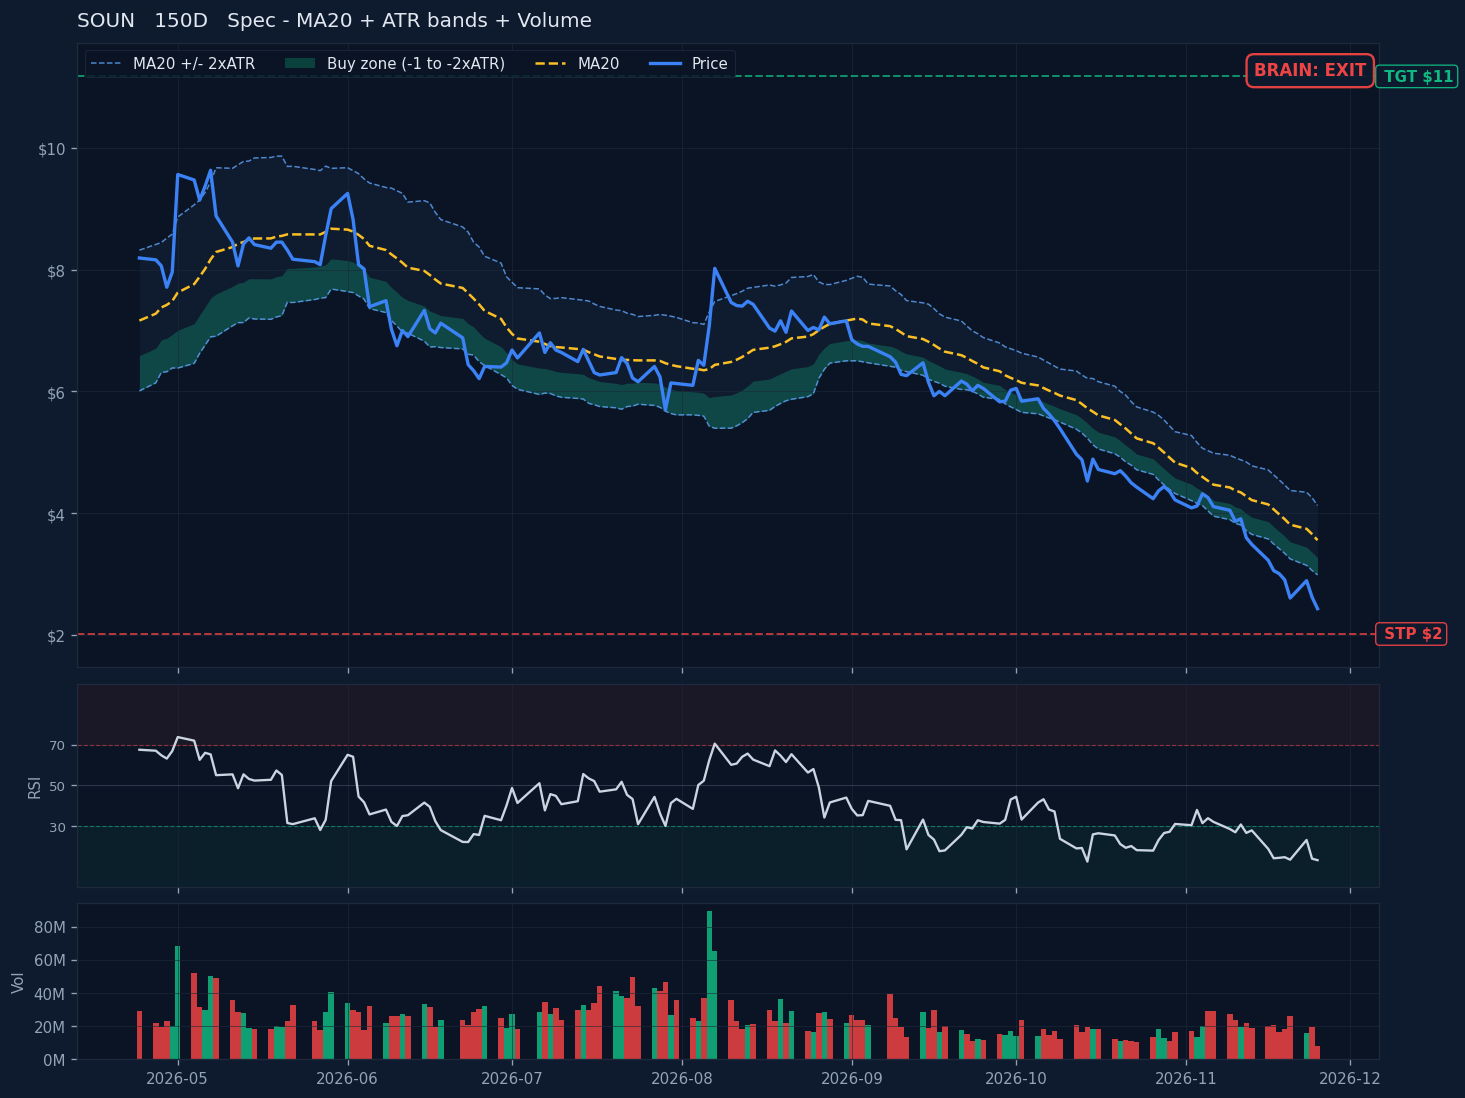 SOUN   150D   Spec - MA20 + ATR bands + Volume
MA20 +/- 2xATR
Buy zone (-1 to -2xATR)
MA20
Price
BRAIN: EXIT
TGT $11
$10
$8
$6
$4
$2
STP $2
70
50
30
RSI
80M
60M
40M
20M
0M
Vol
2026-05
2026-06
2026-07
2026-08
2026-09
2026-10
2026-11
2026-12